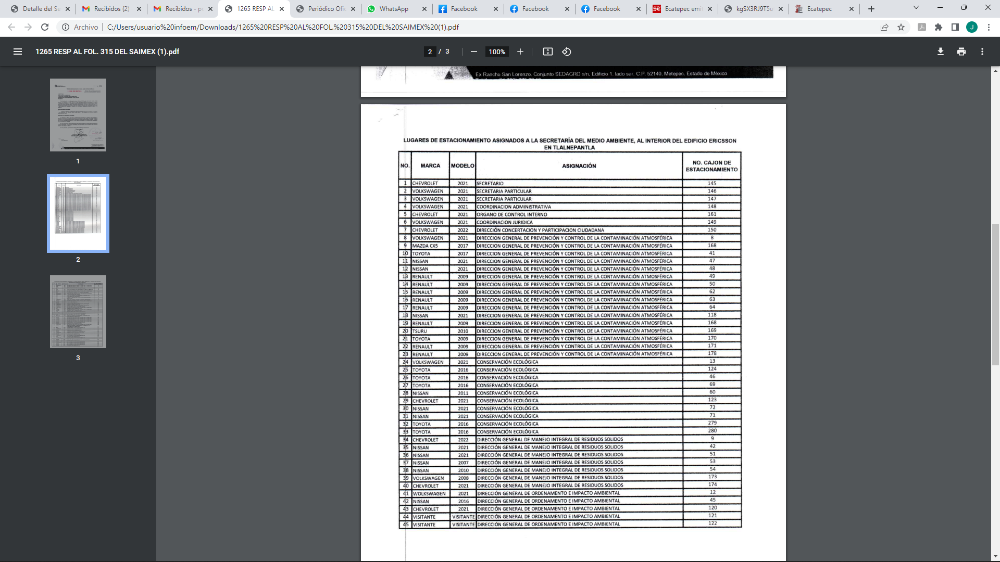 Detalle del Se
Recibidos (2)
Recibidos - po
1265 RESP AL
Periódico Ofic
WhatsApp
Facebook
Facebook
Facebook
Ecatepec emit
kgSX3RJ9T5u
Ecatepec
Archivo C:/Users/usuario%20infoem/Downloads/1265%20RESP%20AL%20FOL.%20315%20DEL%20SAIMEX%20(1).pdf
1265 RESP AL FOL. 315 DEL SAIMEX (1).pdf
2 / 3
100%
1
2
3
Ex Rancho San Lorenzo. Conjunto SEDAGRO s/n. Edificio 1. lado sur. C.P. 52140, Metepec, Estado de México
LUGARES DE ESTACIONAMIENTO ASIGNADOS A LA SECRETARÍA DEL MEDIO AMBIENTE, AL INTERIOR DEL EDIFICIO ERICSSON
EN TLALNEPANTLA
NO. MARCA MODELO ASIGNACIÓN NO. CAJON DE ESTACIONAMIENTO
1 CHEVROLET 2021 SECRETARIO 145
2 VOLKSWAGEN 2021 SECRETARIA PARTICULAR 146
3 VOLKSWAGEN 2021 SECRETARIA PARTICULAR 147
4 VOLKSWAGEN 2021 COORDINACION ADMINISTRATIVA 148
5 CHEVROLET 2021 ORGANO DE CONTROL INTERNO 161
6 VOLKSWAGEN 2021 COORDINACION JURIDICA 149
7 CHEVROLET 2022 DIRECCIÓN CONCERTACION Y PARTICIPACION CIUDADANA 150
8 VOLKSWAGEN 2021 DIRECCION GENERAL DE PREVENCIÓN Y CONTROL DE LA CONTAMINACIÓN ATMOSFÉRICA 8
9 MAZDA CX5 2017 DIRECCION GENERAL DE PREVENCIÓN Y CONTROL DE LA CONTAMINACIÓN ATMOSFÉRICA 168
10 TOYOTA 2017 DIRECCION GENERAL DE PREVENCIÓN Y CONTROL DE LA CONTAMINACIÓN ATMOSFÉRICA 41
11 NISSAN 2021 DIRECCION GENERAL DE PREVENCIÓN Y CONTROL DE LA CONTAMINACIÓN ATMOSFÉRICA 47
12 NISSAN 2021 DIRECCION GENERAL DE PREVENCIÓN Y CONTROL DE LA CONTAMINACIÓN ATMOSFÉRICA 48
13 RENAULT 2009 DIRECCION GENERAL DE PREVENCIÓN Y CONTROL DE LA CONTAMINACIÓN ATMOSFÉRICA 49
14 RENAULT 2009 DIRECCION GENERAL DE PREVENCIÓN Y CONTROL DE LA CONTAMINACIÓN ATMOSFÉRICA 50
15 RENAULT 2009 DIRECCION GENERAL DE PREVENCIÓN Y CONTROL DE LA CONTAMINACIÓN ATMOSFÉRICA 62
16 RENAULT 2009 DIRECCION GENERAL DE PREVENCIÓN Y CONTROL DE LA CONTAMINACIÓN ATMOSFÉRICA 63
17 RENAULT 2009 DIRECCION GENERAL DE PREVENCIÓN Y CONTROL DE LA CONTAMINACIÓN ATMOSFÉRICA 64
18 NISSAN 2021 DIRECCION GENERAL DE PREVENCIÓN Y CONTROL DE LA CONTAMINACIÓN ATMOSFÉRICA 118
19 RENAULT 2009 DIRECCION GENERAL DE PREVENCIÓN Y CONTROL DE LA CONTAMINACIÓN ATMOSFÉRICA 168
20 TSURU 2010 DIRECCION GENERAL DE PREVENCIÓN Y CONTROL DE LA CONTAMINACIÓN ATMOSFÉRICA 169
21 TOYOTA 2009 DIRECCION GENERAL DE PREVENCIÓN Y CONTROL DE LA CONTAMINACIÓN ATMOSFÉRICA 170
22 RENAULT 2009 DIRECCION GENERAL DE PREVENCIÓN Y CONTROL DE LA CONTAMINACIÓN ATMOSFÉRICA 171
23 RENAULT 2009 DIRECCION GENERAL DE PREVENCIÓN Y CONTROL DE LA CONTAMINACIÓN ATMOSFÉRICA 178
24 VOLKSWAGEN 2021 CONSERVACIÓN ECOLÓGICA 13
25 TOYOTA 2016 CONSERVACIÓN ECOLÓGICA 124
26 TOYOTA 2016 CONSERVACIÓN ECOLÓGICA 46
27 TOYOTA 2016 CONSERVACIÓN ECOLÓGICA 69
28 NISSAN 2011 CONSERVACIÓN ECOLÓGICA 60
29 CHEVROLET 2021 CONSERVACIÓN ECOLÓGICA 123
30 NISSAN 2021 CONSERVACIÓN ECOLÓGICA 72
31 NISSAN 2021 CONSERVACIÓN ECOLÓGICA 71
32 TOYOTA 2016 CONSERVACIÓN ECOLÓGICA 279
33 TOYOTA 2016 CONSERVACIÓN ECOLÓGICA 280
34 CHEVROLET 2022 DIRECCIÓN GENERAL DE MANEJO INTEGRAL DE RESIDUOS SOLIDOS 9
35 NISSAN 2021 DIRECCIÓN GENERAL DE MANEJO INTEGRAL DE RESIDUOS SOLIDOS 42
36 NISSAN 2021 DIRECCIÓN GENERAL DE MANEJO INTEGRAL DE RESIDUOS SOLIDOS 51
37 NISSAN 2007 DIRECCIÓN GENERAL DE MANEJO INTEGRAL DE RESIDUOS SOLIDOS 53
38 NISSAN 2010 DIRECCIÓN GENERAL DE MANEJO INTEGRAL DE RESIDUOS SOLIDOS 54
39 VOLKSWAGEN 2008 DIRECCIÓN GENERAL DE MANEJO INTEGRAL DE RESIDUOS SOLIDOS 173
40 CHEVROLET 2021 DIRECCIÓN GENERAL DE MANEJO INTEGRAL DE RESIDUOS SOLIDOS 174
41 WOLKSWAGEN 2021 DIRECCIÓN GENERAL DE ORDENAMENTO E IMPACTO AMBIENTAL 12
42 NISSAN 2016 DIRECCIÓN GENERAL DE ORDENAMENTO E IMPACTO AMBIENTAL 45
43 CHEVROLET 2021 DIRECCIÓN GENERAL DE ORDENAMENTO E IMPACTO AMBIENTAL 120
44 VISITANTE VISITANTE DIRECCIÓN GENERAL DE ORDENAMENTO E IMPACTO AMBIENTAL 121
45 VISITANTE VISITANTE DIRECCIÓN GENERAL DE ORDENAMENTO E IMPACTO AMBIENTAL 122